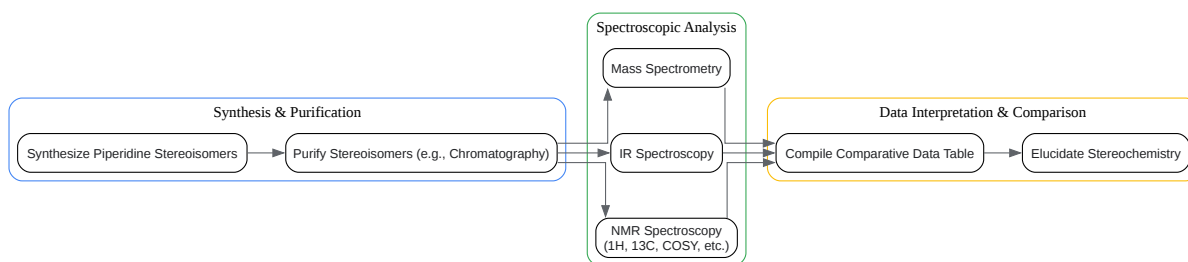 Synthesis & Purification
Synthesize Piperidine Stereoisomers
Purify Stereoisomers (e.g., Chromatography)
Spectroscopic Analysis
Mass Spectrometry
IR Spectroscopy
NMR Spectroscopy
(1H, 13C, COSY, etc.)
Data Interpretation & Comparison
Compile Comparative Data Table
Elucidate Stereochemistry